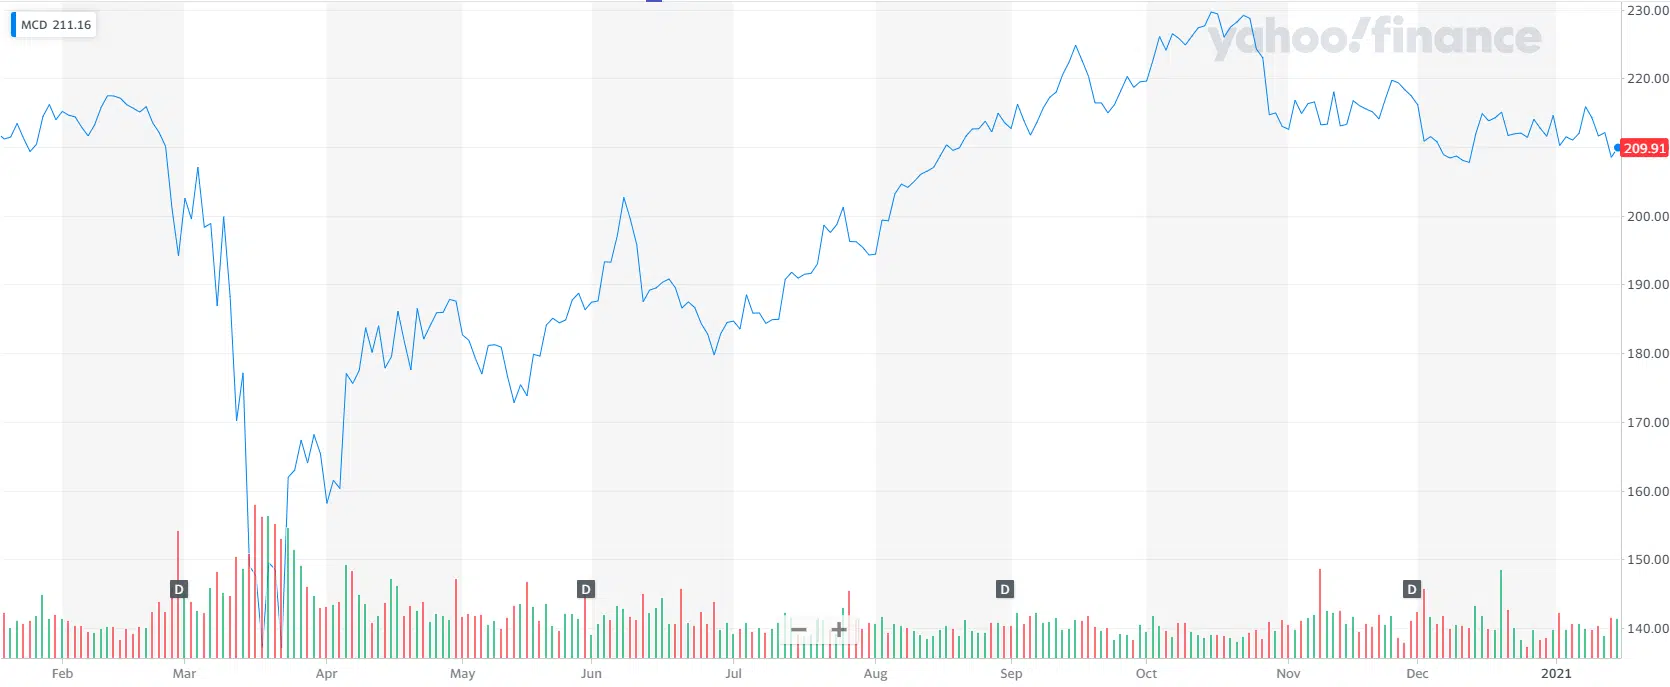 MCD 211.16
yahoo!finance
230.00
220.00
209.91
200.00
190.00
180.00
170.00
160.00
150.00
140.00
D D D D
− +
Feb Mar Apr May Jun Jul Aug Sep Oct Nov Dec 2021